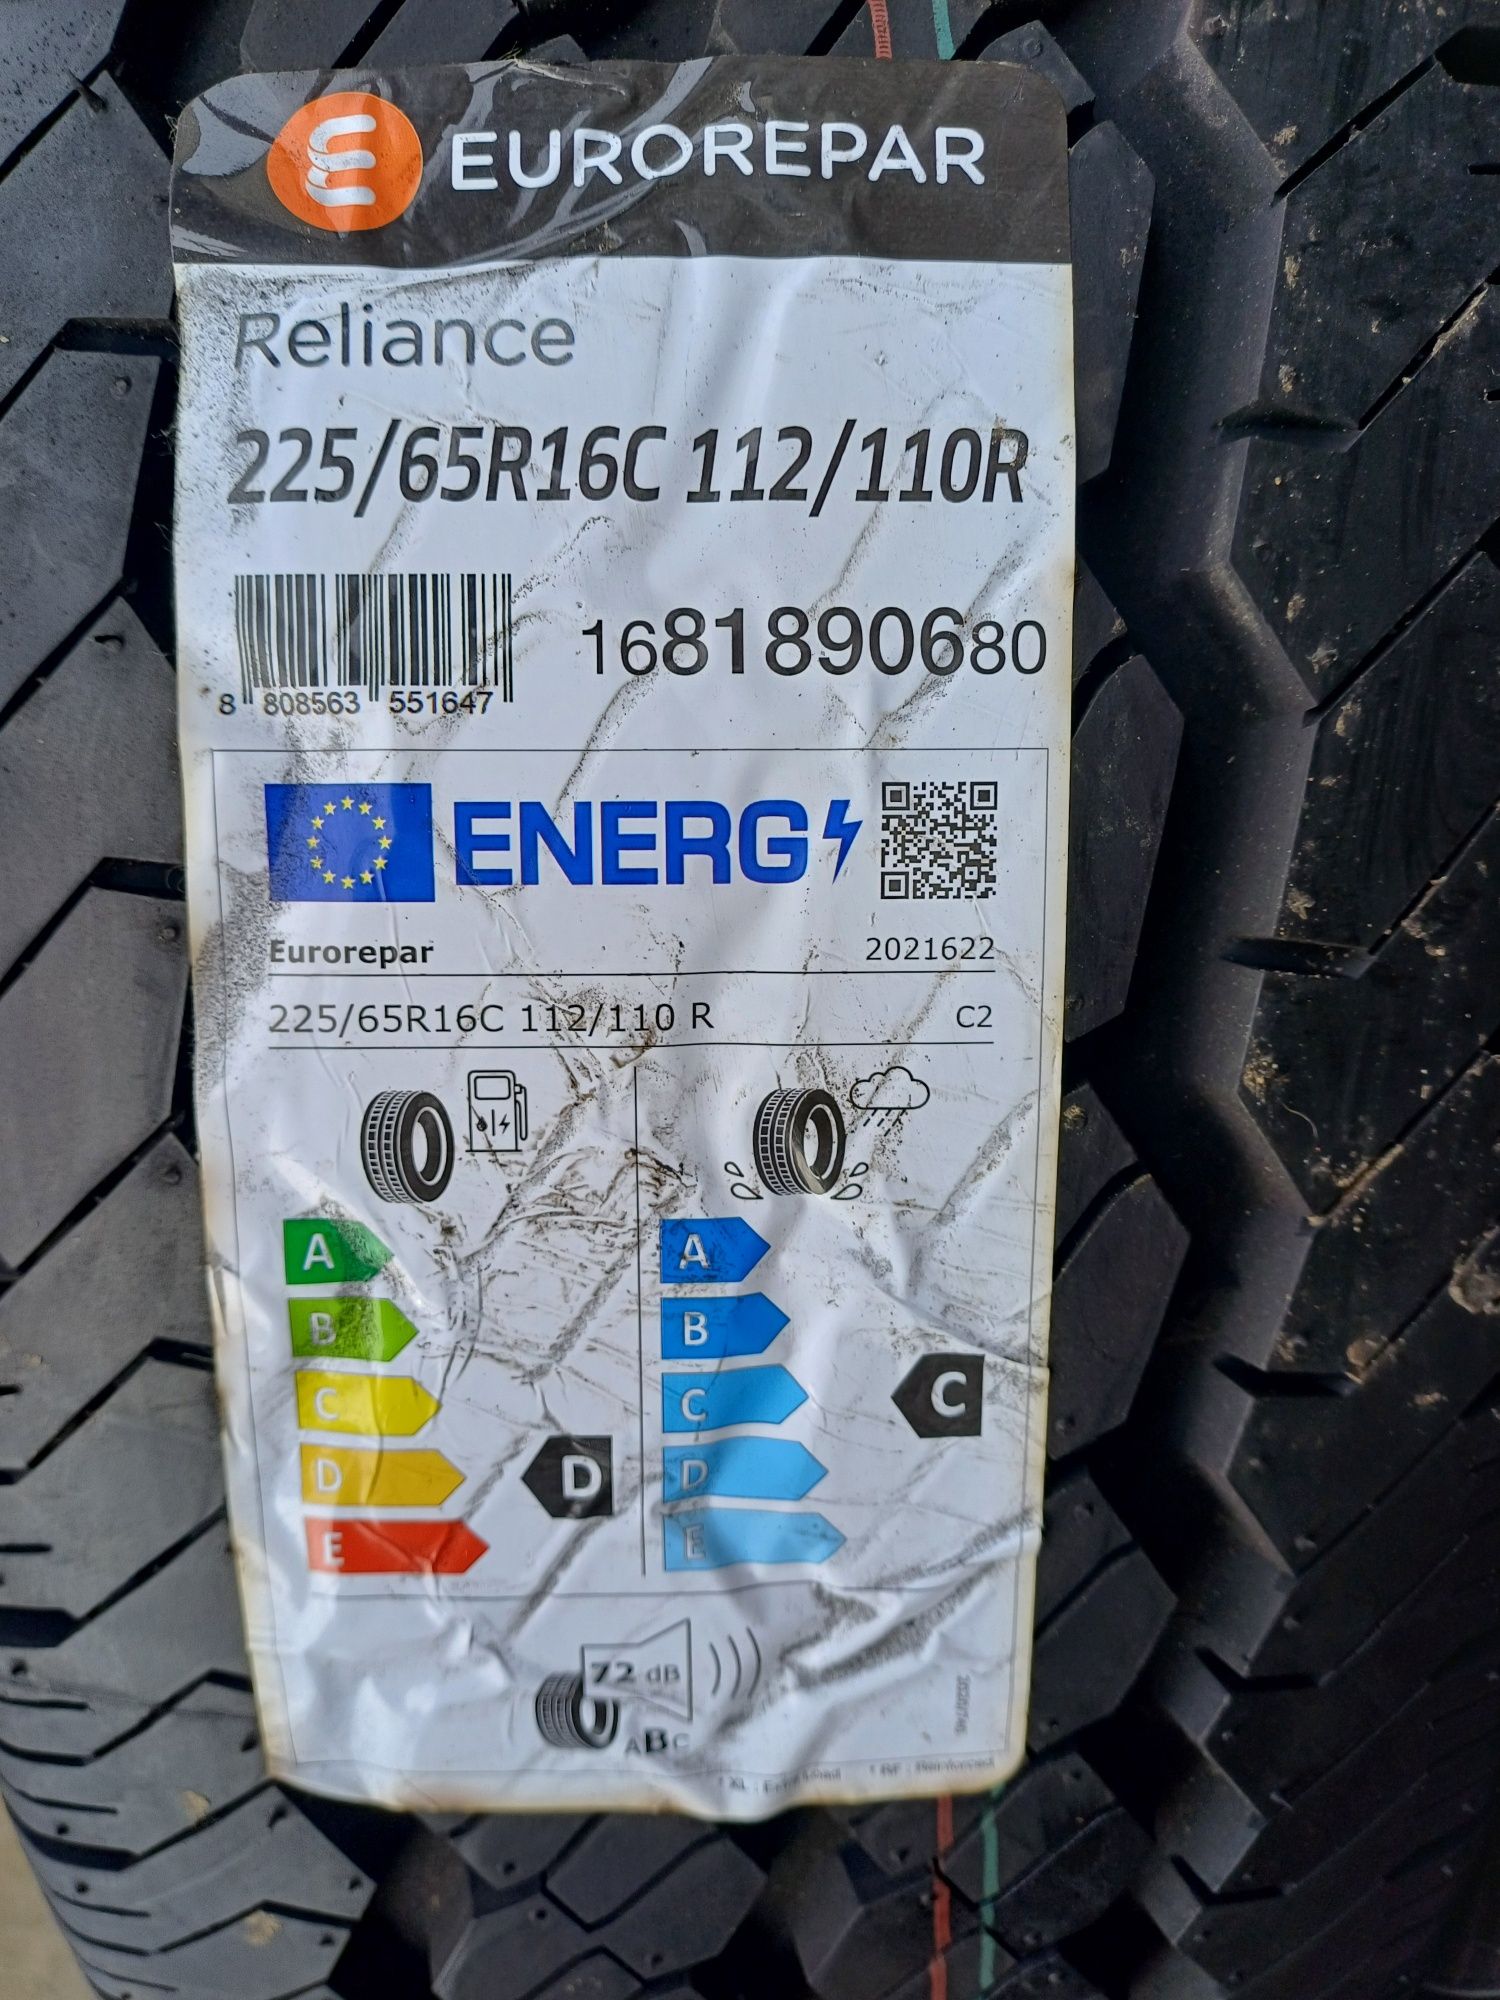 EUROREPAR
Reliance
225/65R16C 112/110R
1681890680
8 808563 551647
ENERG
Eurorepar 2021622
225/65R16C 112/110 R C2
A A
B B
C C C
D D D
E E
72 dB
ABC